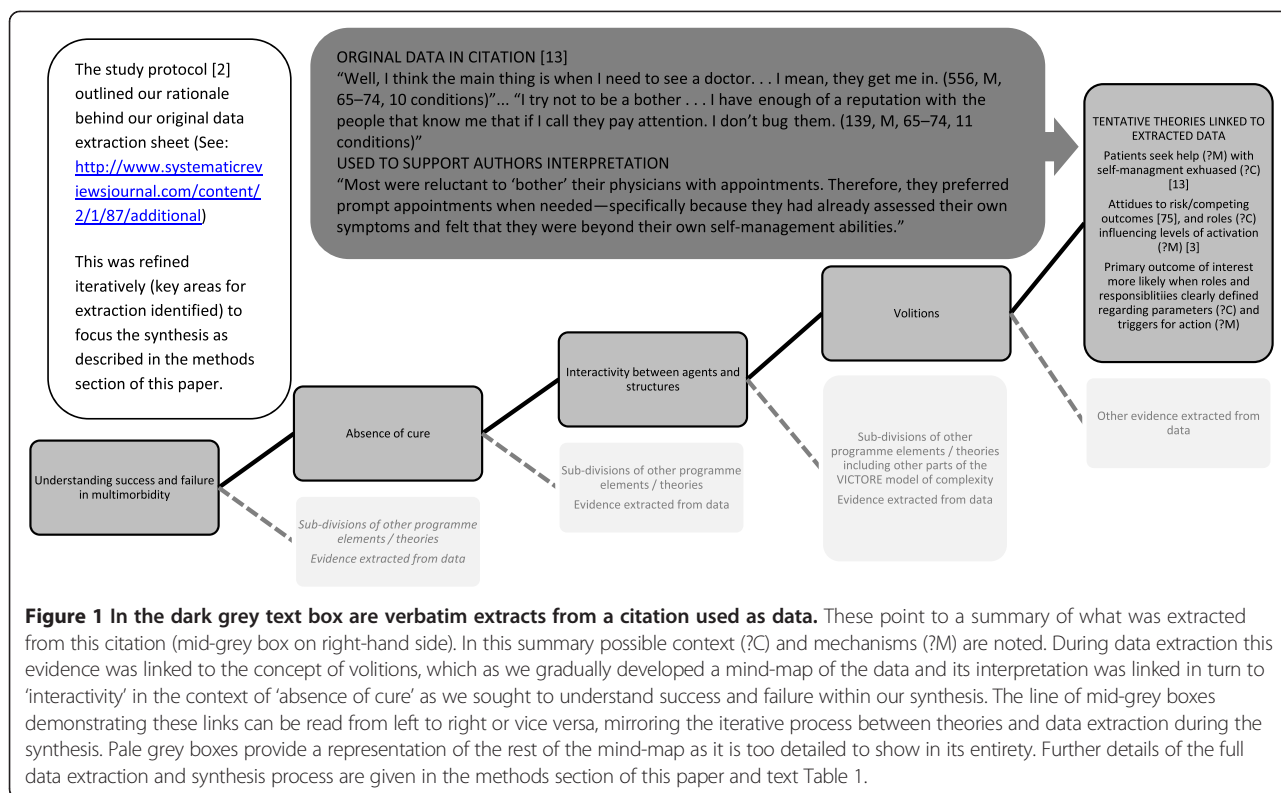 The study protocol [2]
outlined our rationale
behind our original data
extraction sheet (See:
http://www.systematicrev
iewsjournal.com/content/
2/1/87/additional)
This was refined
iteratively (key areas for
extraction identified) to
focus the synthesis as
described in the methods
section of this paper.
ORGINAL DATA IN CITATION [13]
“Well, I think the main thing is when I need to see a doctor. . . I mean, they get me in. (556, M,
65–74, 10 conditions)”... “I try not to be a bother . . . I have enough of a reputation with the
people that know me that if I call they pay attention. I don’t bug them. (139, M, 65–74, 11
conditions)”
USED TO SUPPORT AUTHORS INTERPRETATION
“Most were reluctant to ‘bother’ their physicians with appointments. Therefore, they preferred
prompt appointments when needed—specifically because they had already assessed their own
symptoms and felt that they were beyond their own self-management abilities.”
TENTATIVE THEORIES LINKED TO
EXTRACTED DATA
Patients seek help (?M) with
self-managment exhuased (?C)
[13]
Attidues to risk/competing
outcomes [75], and roles (?C)
influencing levels of activation
(?M) [3]
Primary outcome of interest
more likely when roles and
responsiblitiies clearly defined
regarding parameters (?C) and
triggers for action (?M)
Understanding success and failure
in multimorbidity
Absence of cure
Interactivity between agents and
structures
Volitions
Sub-divisions of other programme
elements / theories
Evidence extracted from data
Sub-divisions of other programme
elements / theories
Evidence extracted from data
Sub-divisions of other
programme elements / theories
including other parts of the
VICTORE model of complexity
Evidence extracted from data
Other evidence extracted from
data
Figure 1 In the dark grey text box are verbatim extracts from a citation used as data. These point to a summary of what was extracted
from this citation (mid-grey box on right-hand side). In this summary possible context (?C) and mechanisms (?M) are noted. During data extraction this
evidence was linked to the concept of volitions, which as we gradually developed a mind-map of the data and its interpretation was linked in turn to
‘interactivity’ in the context of ‘absence of cure’ as we sought to understand success and failure within our synthesis. The line of mid-grey boxes
demonstrating these links can be read from left to right or vice versa, mirroring the iterative process between theories and data extraction during the
synthesis. Pale grey boxes provide a representation of the rest of the mind-map as it is too detailed to show in its entirety. Further details of the full
data extraction and synthesis process are given in the methods section of this paper and text Table 1.